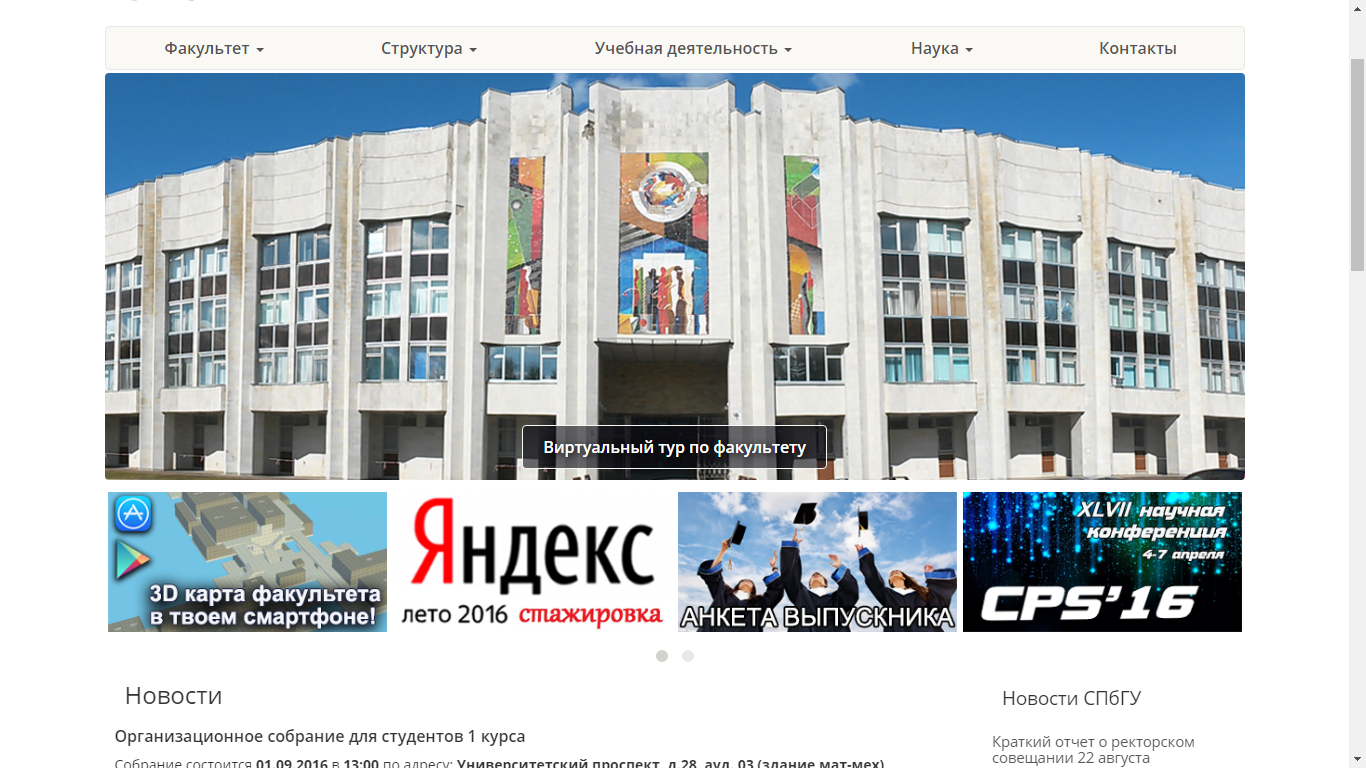 Факультет
Структура
Учебная деятельность
Наука
Контакты
Виртуальный тур по факультету
3D карта факультета
в твоем смартфоне!
Яндекс
лето 2016 стажировка
АНКЕТА ВЫПУСКНИКА
XLVII научная
конференция
4-7 апреля
CPS'16
Новости
Организационное собрание для студентов 1 курса
Собрание состоится 01.09.2016 в 13:00 по адресу: Университетский проспект, д.28, ауд. 03 (здание мат-мех)
Новости СПбГУ
Краткий отчет о ректорском
совещании 22 августа